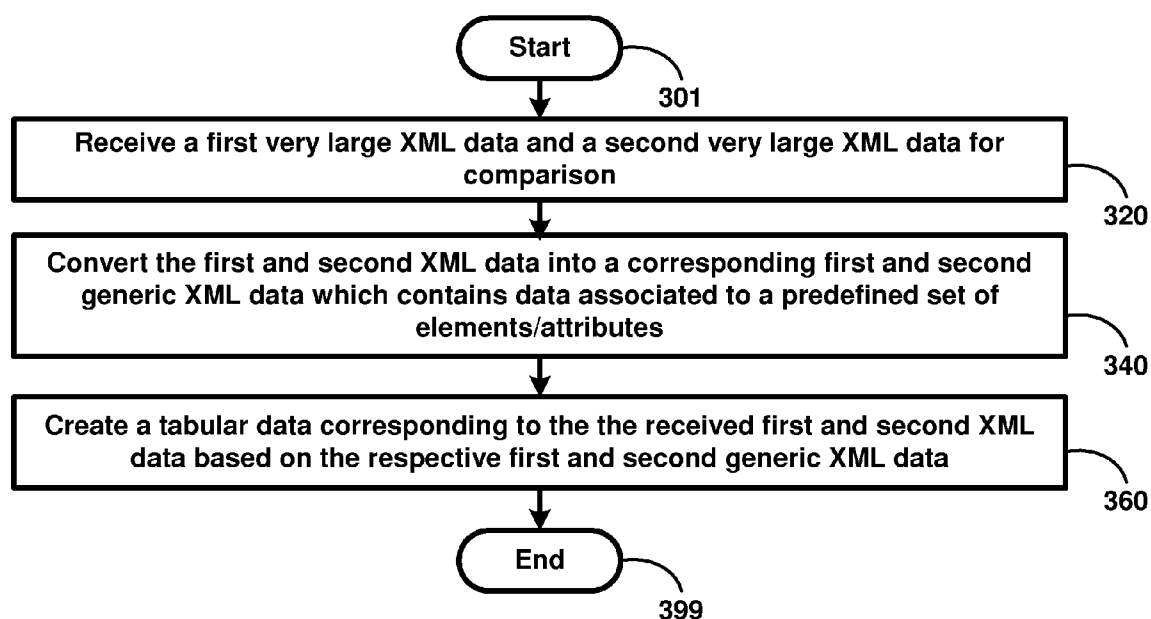 Start
301
Receive a first very large XML data and a second very large XML data for
comparison
320
Convert the first and second XML data into a corresponding first and second
generic XML data which contains data associated to a predefined set of
elements/attributes
340
Create a tabular data corresponding to the the received first and second XML
data based on the respective first and second generic XML data
360
End
399